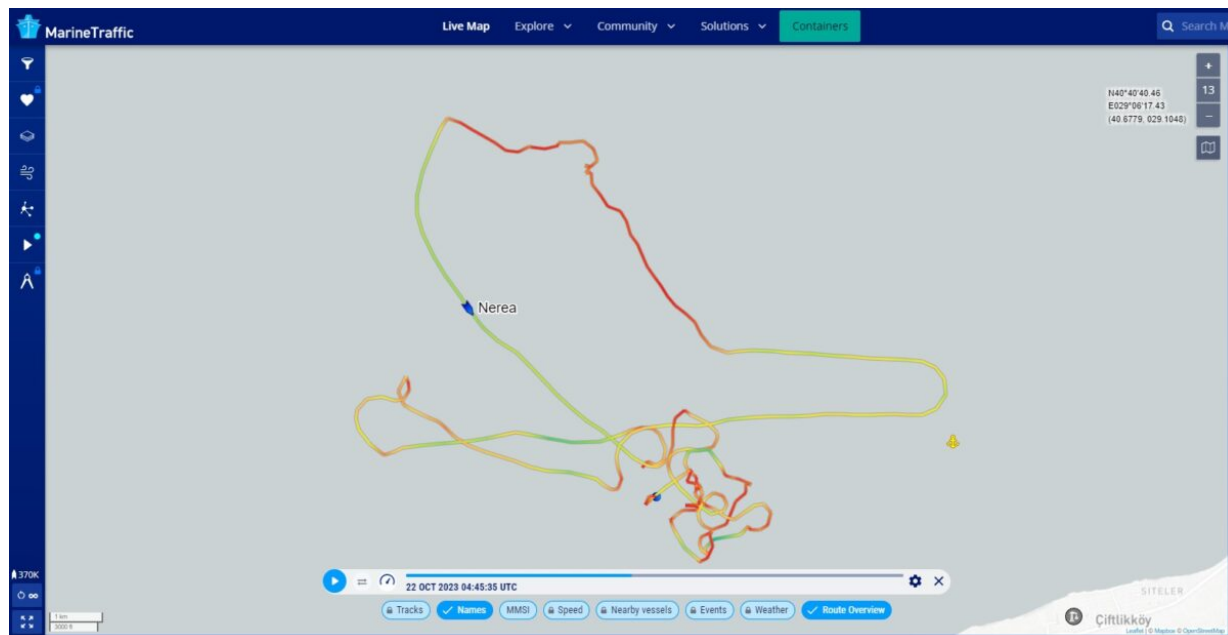 MarineTraffic
Live Map Explore Community Solutions Containers
Search M
N40°40'40.46
E029°06'17.43
(40.6779, 029.1048)
+
13
−
Nerea
370K
22 OCT 2023 04:45:35 UTC
Tracks Names MMSI Speed Nearby vessels Events Weather Route Overview
1 km
3000 ft
SITELER
Çiftlikköy
Leaflet | © Mapbox © OpenStreetMap